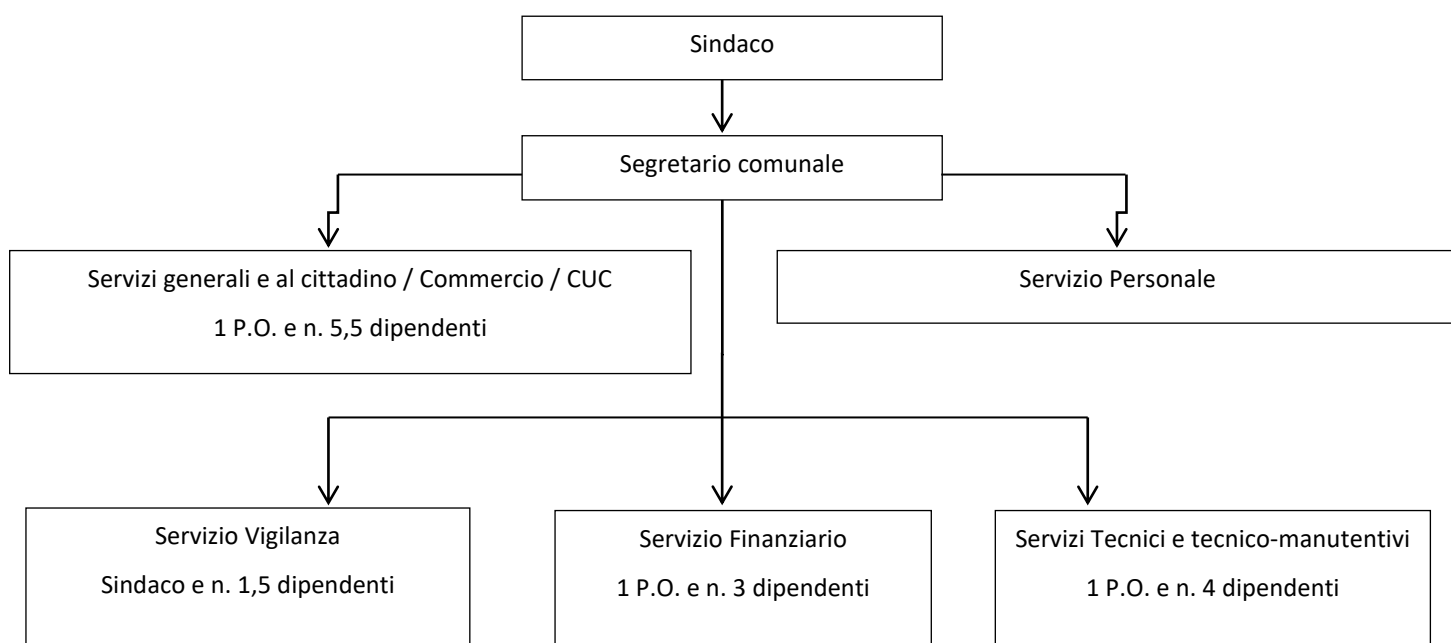 Sindaco
Segretario comunale
Servizi generali e al cittadino / Commercio / CUC
1 P.O. e n. 5,5 dipendenti
Servizio Personale
Servizio Vigilanza
Sindaco e n. 1,5 dipendenti
Servizio Finanziario
1 P.O. e n. 3 dipendenti
Servizi Tecnici e tecnico-manutentivi
1 P.O. e n. 4 dipendenti